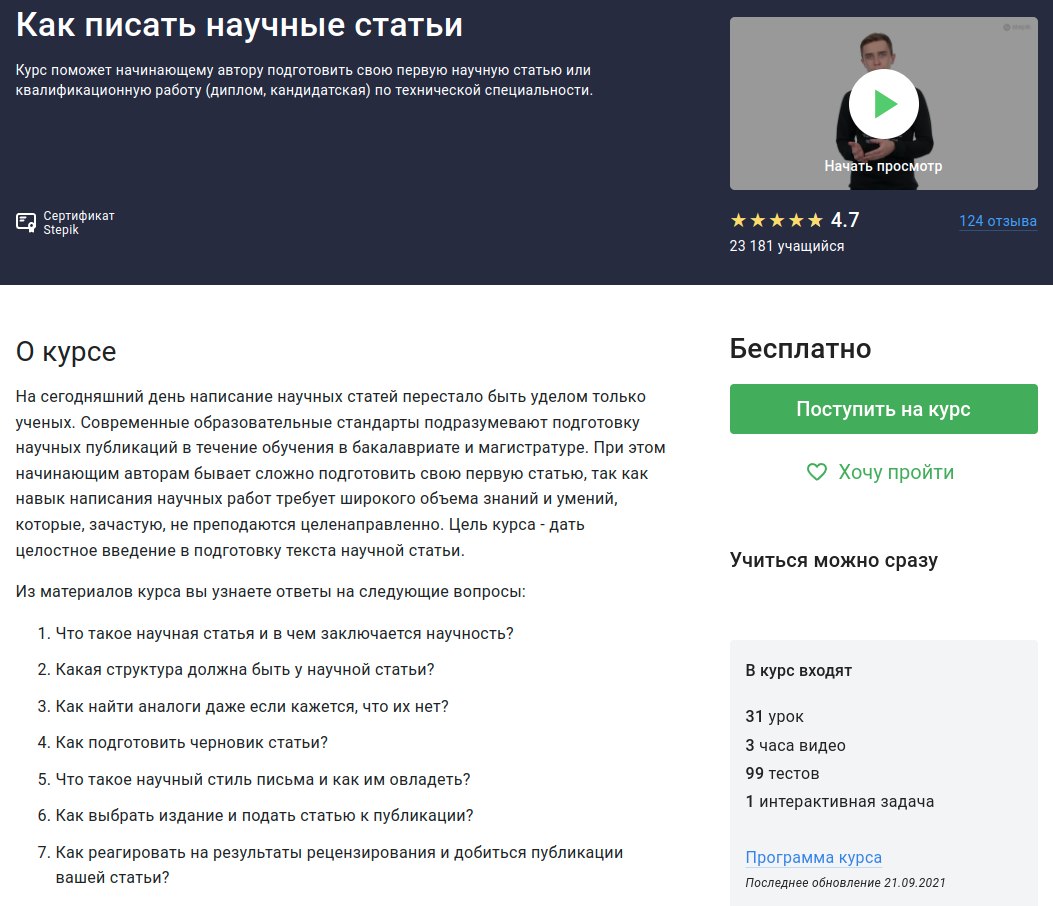 Как писать научные статьи
Курс поможет начинающему автору подготовить свою первую научную статью или
квалификационную работу (диплом, кандидатская) по технической специальности.
Сертификат
Stepik
Начать просмотр
4.7
124 отзыва
23 181 учащийся
О курсе
На сегодняшний день написание научных статей перестало быть уделом только
ученых. Современные образовательные стандарты подразумевают подготовку
научных публикаций в течение обучения в бакалавриате и магистратуре. При этом
начинающим авторам бывает сложно подготовить свою первую статью, так как
навык написания научных работ требует широкого объема знаний и умений,
которые, зачастую, не преподаются целенаправленно. Цель курса - дать
целостное введение в подготовку текста научной статьи.
Из материалов курса вы узнаете ответы на следующие вопросы:
1. Что такое научная статья и в чем заключается научность?
2. Какая структура должна быть у научной статьи?
3. Как найти аналоги даже если кажется, что их нет?
4. Как подготовить черновик статьи?
5. Что такое научный стиль письма и как им овладеть?
6. Как выбрать издание и подать статью к публикации?
7. Как реагировать на результаты рецензирования и добиться публикации
вашей статьи?
Бесплатно
Поступить на курс
Хочу пройти
Учиться можно сразу
В курс входят
31 урок
3 часа видео
99 тестов
1 интерактивная задача
Программа курса
Последнее обновление 21.09.2021